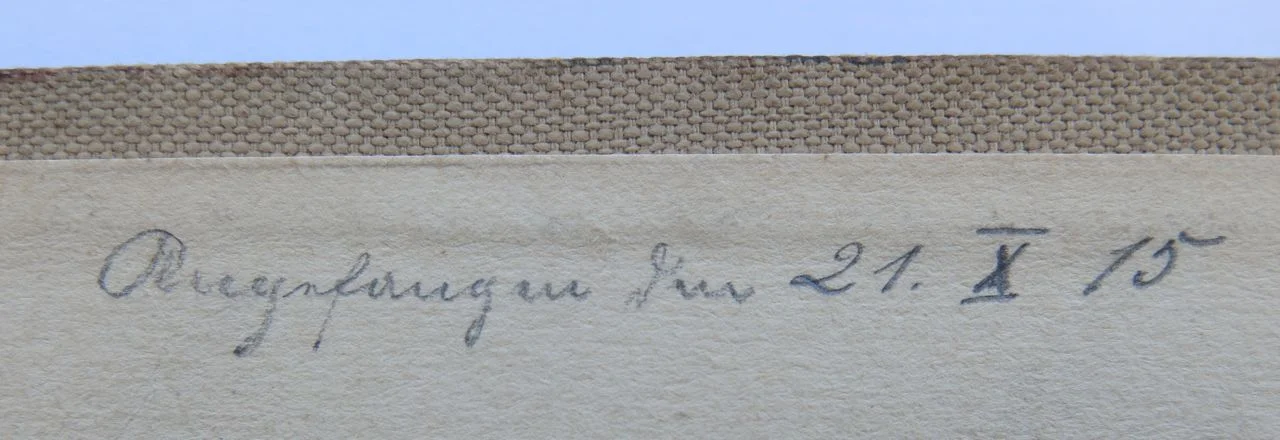 Angefangen den 21. X 15